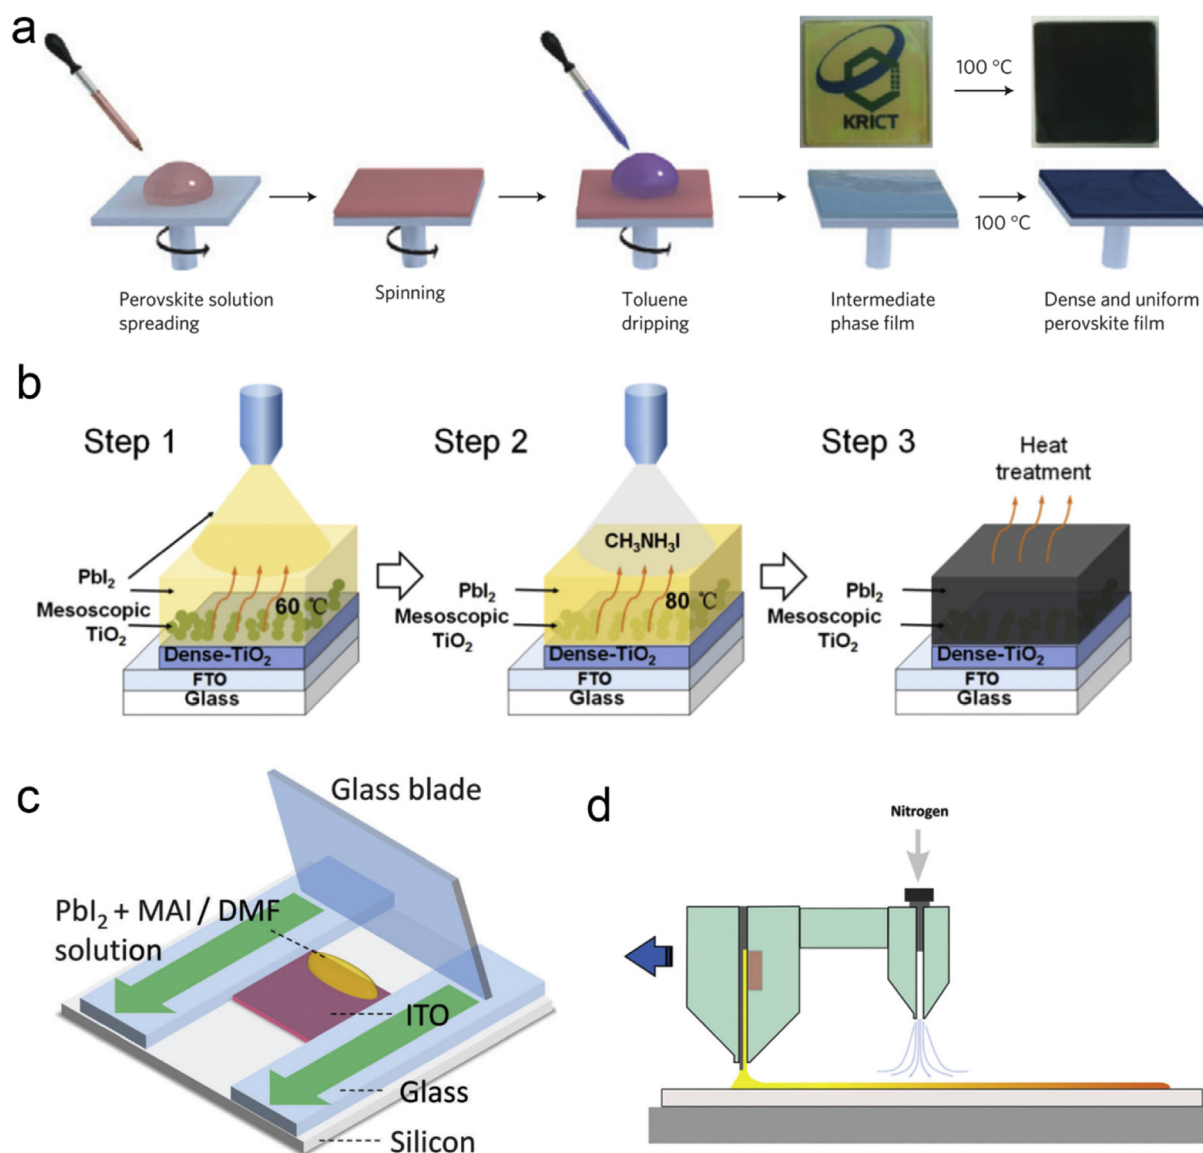 a
KRICT
100 °C
100 °C
Perovskite solution
spreading
Spinning
Toluene
dripping
Intermediate
phase film
Dense and uniform
perovskite film
b
Step 1
PbI₂
Mesoscopic
TiO₂
60 ℃
Dense-TiO₂
FTO
Glass
Step 2
CH₃NH₃I
PbI₂
Mesoscopic
TiO₂
80 ℃
Dense-TiO₂
FTO
Glass
Step 3
Heat
treatment
PbI₂
Mesoscopic
TiO₂
Dense-TiO₂
FTO
Glass
c
Glass blade
PbI₂ + MAI / DMF
solution
ITO
Glass
Silicon
d
Nitrogen